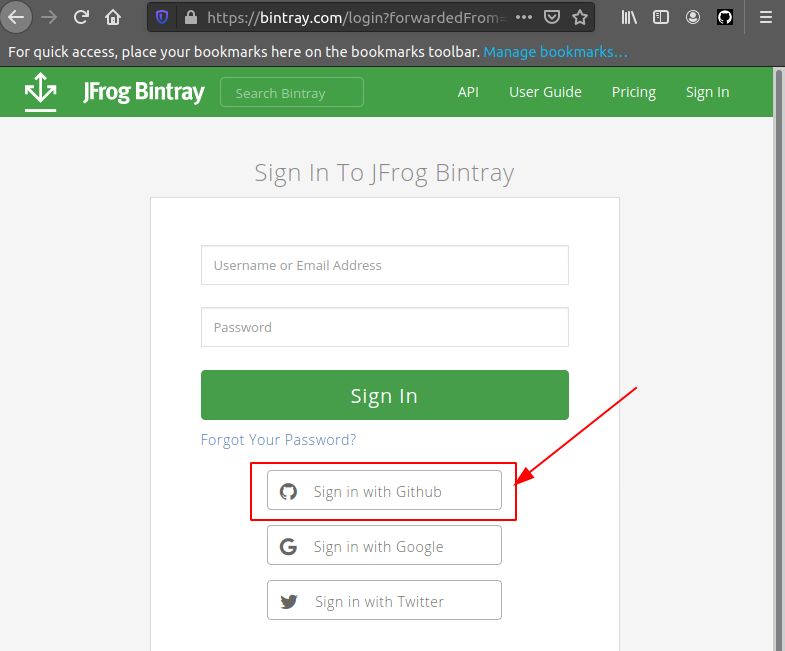 https://bintray.com/login?forwardedFrom=
For quick access, place your bookmarks here on the bookmarks toolbar. Manage bookmarks…
JFrog Bintray Search Bintray API User Guide Pricing Sign In
Sign In To JFrog Bintray
Username or Email Address
Password
Sign In
Forgot Your Password?
Sign in with Github
Sign in with Google
Sign in with Twitter